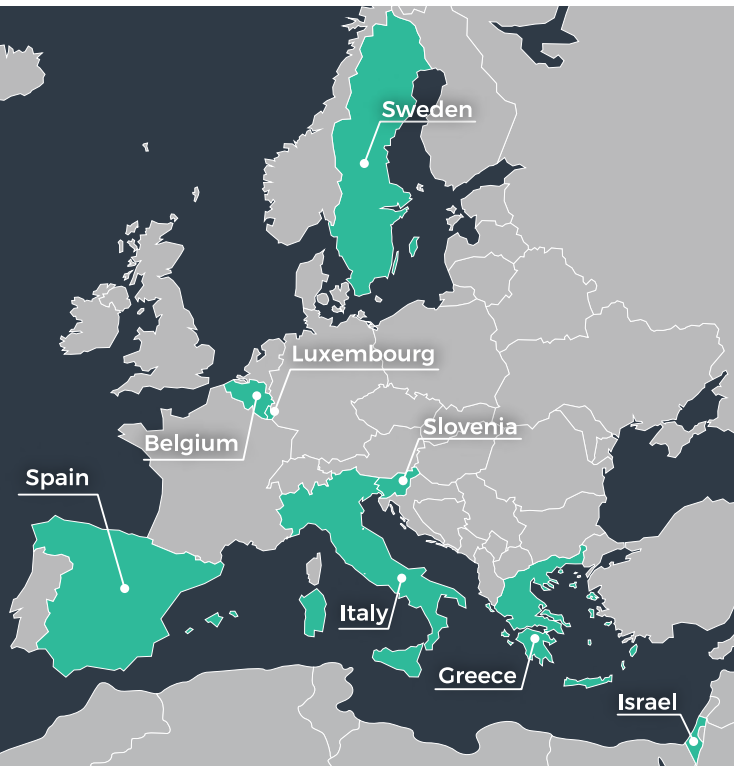 Sweden
Luxembourg
Slovenia
Belgium
Spain
Italy
Greece
Israel